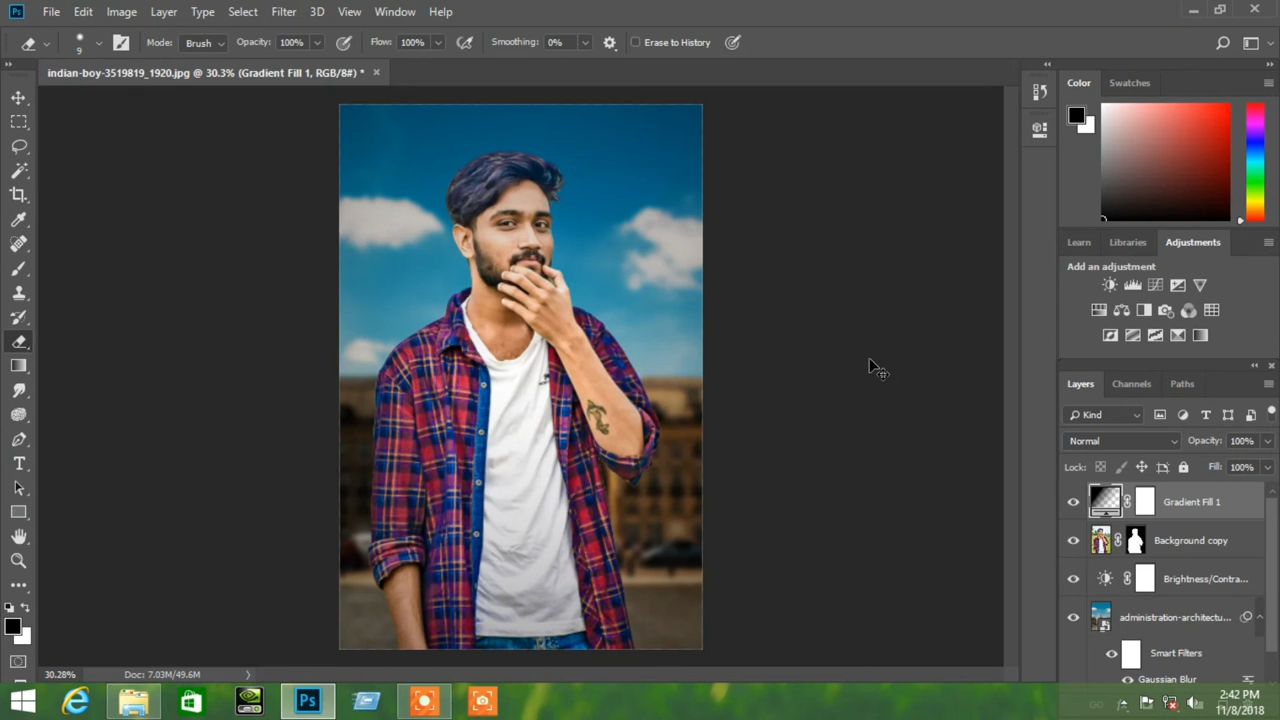 Ps File Edit Image Layer Type Select Filter 3D View Window Help
9 Mode: Brush Opacity: 100% Flow: 100% Smoothing: 0% Erase to History
indian-boy-3519819_1920.jpg @ 30.3% (Gradient Fill 1, RGB/8#) *
Color Swatches
Learn Libraries Adjustments
Add an adjustment
Layers Channels Paths
Kind
Normal Opacity: 100%
Lock: Fill: 100%
Gradient Fill 1
Background copy
Brightness/Contra...
administration-architectu...
Smart Filters
Gaussian Blur
30.28% Doc: 7.03M/49.6M
Ps
2:42 PM
11/8/2018